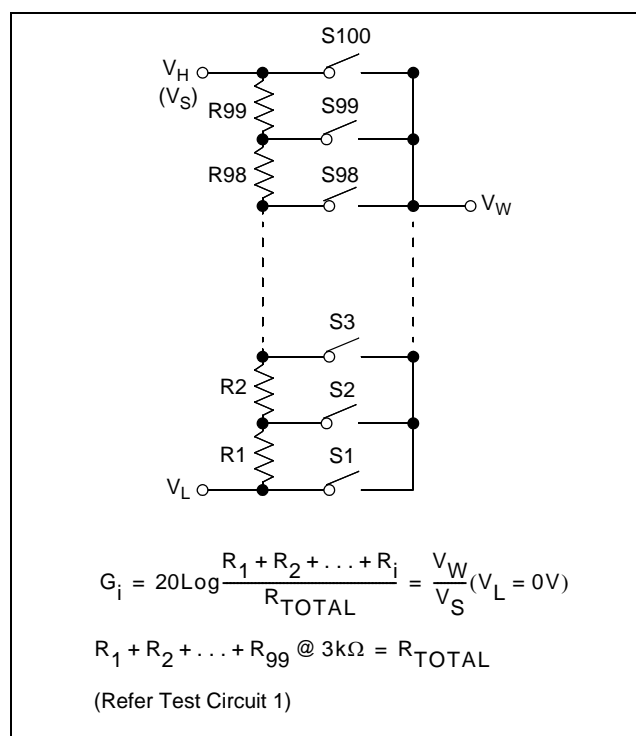 S100
V_H
(V_S)
R99
S99
R98
S98
V_W
S3
R2
S2
R1
S1
V_L
G_i = 20Log (R_1 + R_2 + . . . + R_i) / R_TOTAL = V_W / V_S (V_L = 0V)
R_1 + R_2 + . . . + R_99 @ 3kΩ = R_TOTAL
(Refer Test Circuit 1)